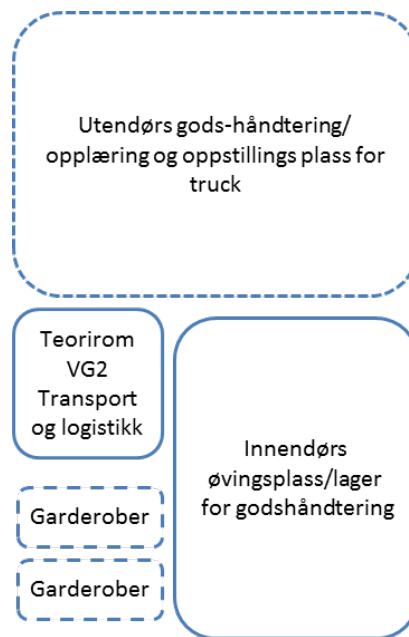 Utendørs gods-håndtering/
opplæring og oppstillings plass for
truck
Teorirom
VG2
Transport
og logistikk
Innendørs
øvingsplass/lager
for godshåndtering
Garderober
Garderober